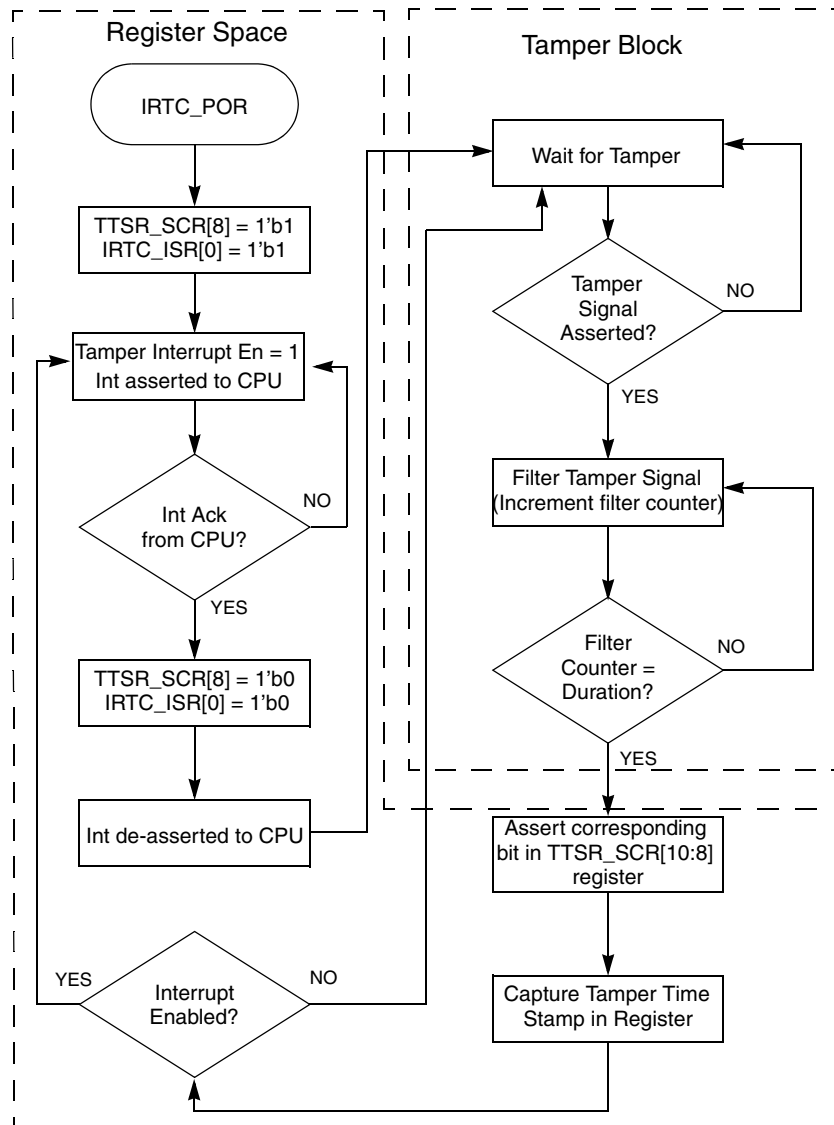 Register Space
IRTC_POR
TTSR_SCR[8] = 1'b1
IRTC_ISR[0] = 1'b1
Tamper Interrupt En = 1
Int asserted to CPU
Int Ack
from CPU?
NO
YES
TTSR_SCR[8] = 1'b0
IRTC_ISR[0] = 1'b0
Int de-asserted to CPU
YES
Interrupt
Enabled?
NO
Tamper Block
Wait for Tamper
Tamper
Signal
Asserted?
NO
YES
Filter Tamper Signal
(Increment filter counter)
Filter
Counter =
Duration?
NO
YES
Assert corresponding
bit in TTSR_SCR[10:8]
register
Capture Tamper Time
Stamp in Register